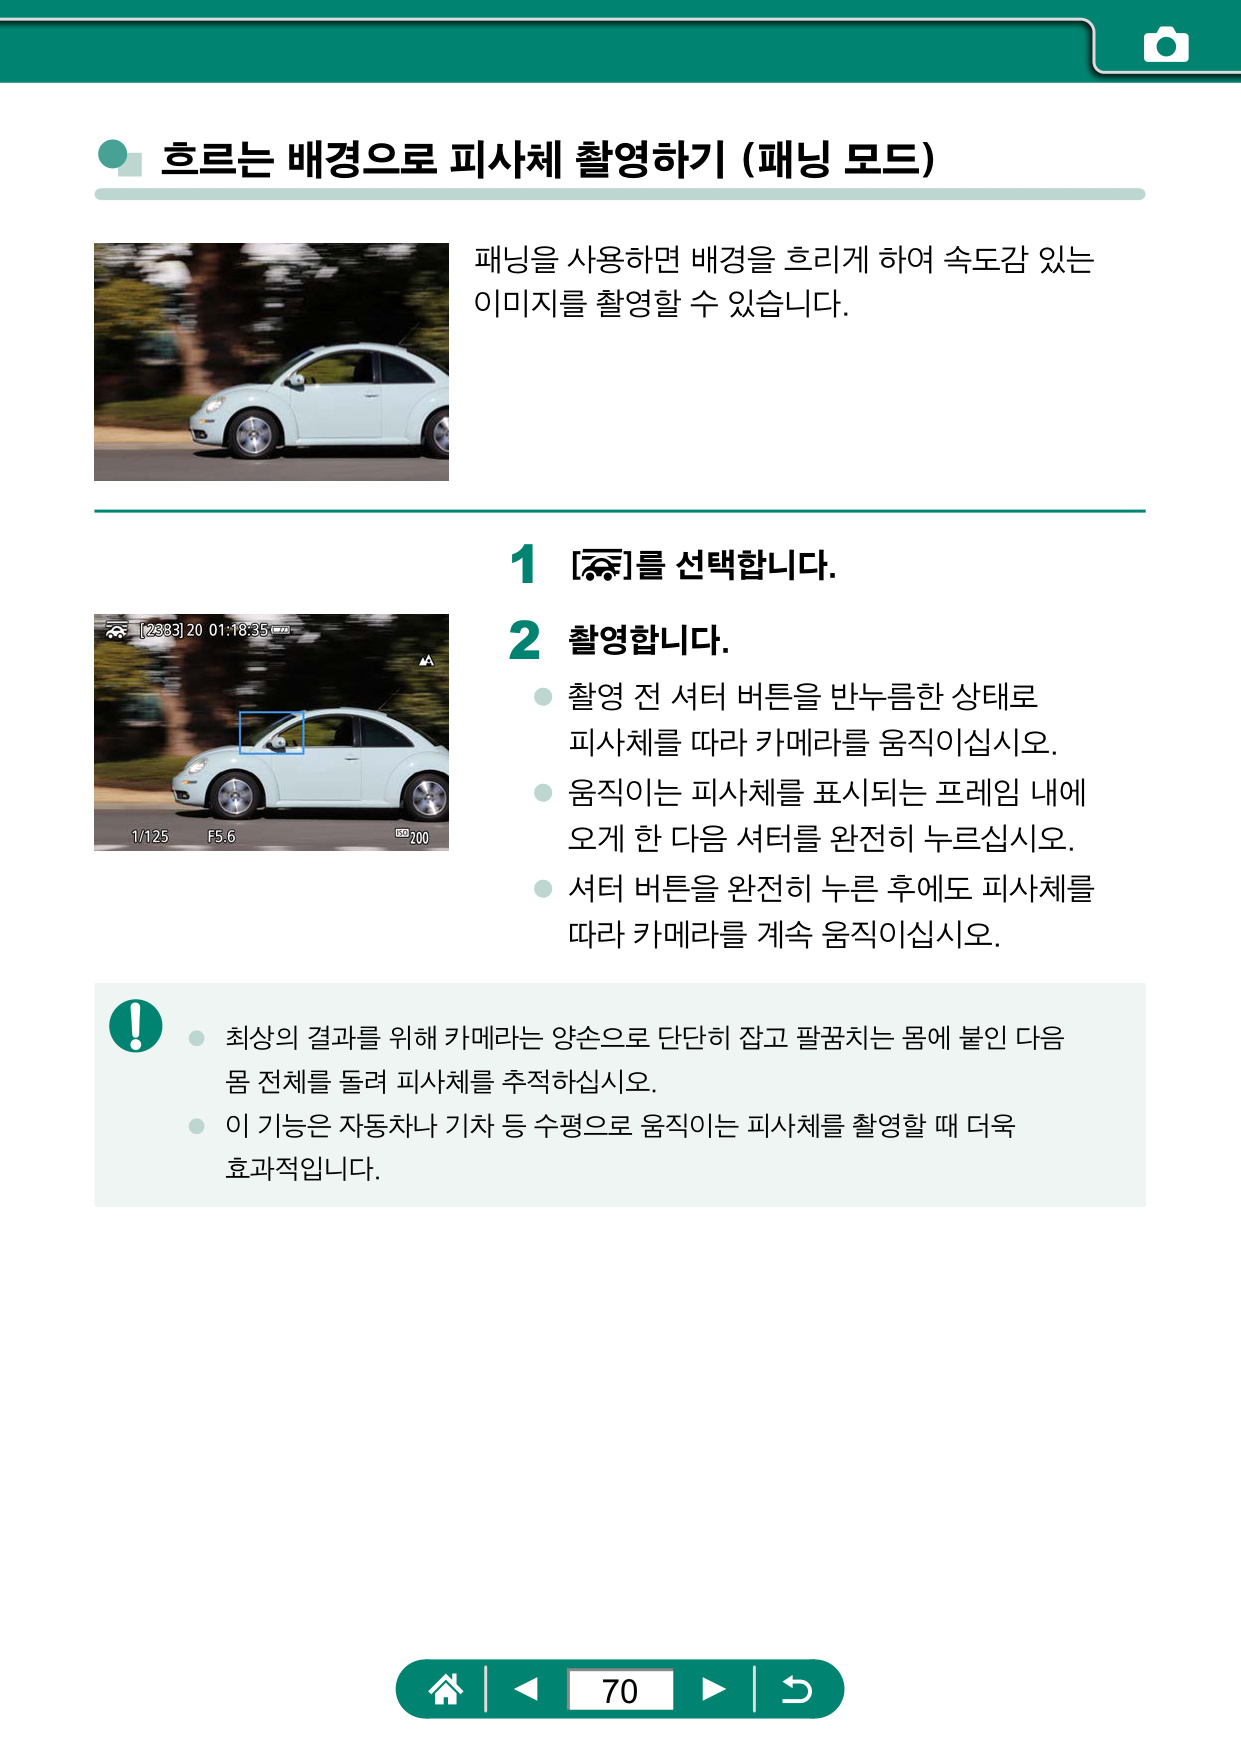 흐르는 배경으로 피사체 촬영하기 (패닝 모드)
패닝을 사용하면 배경을 흐리게 하여 속도감 있는
이미지를 촬영할 수 있습니다.
1 []를 선택합니다.
[2383] 20 01:18:35
1/125 F5.6 ISO 200
2 촬영합니다.
촬영 전 셔터 버튼을 반누름한 상태로
피사체를 따라 카메라를 움직이십시오.
움직이는 피사체를 표시되는 프레임 내에
오게 한 다음 셔터를 완전히 누르십시오.
셔터 버튼을 완전히 누른 후에도 피사체를
따라 카메라를 계속 움직이십시오.
최상의 결과를 위해 카메라는 양손으로 단단히 잡고 팔꿈치는 몸에 붙인 다음
몸 전체를 돌려 피사체를 추적하십시오.
이 기능은 자동차나 기차 등 수평으로 움직이는 피사체를 촬영할 때 더욱
효과적입니다.
70